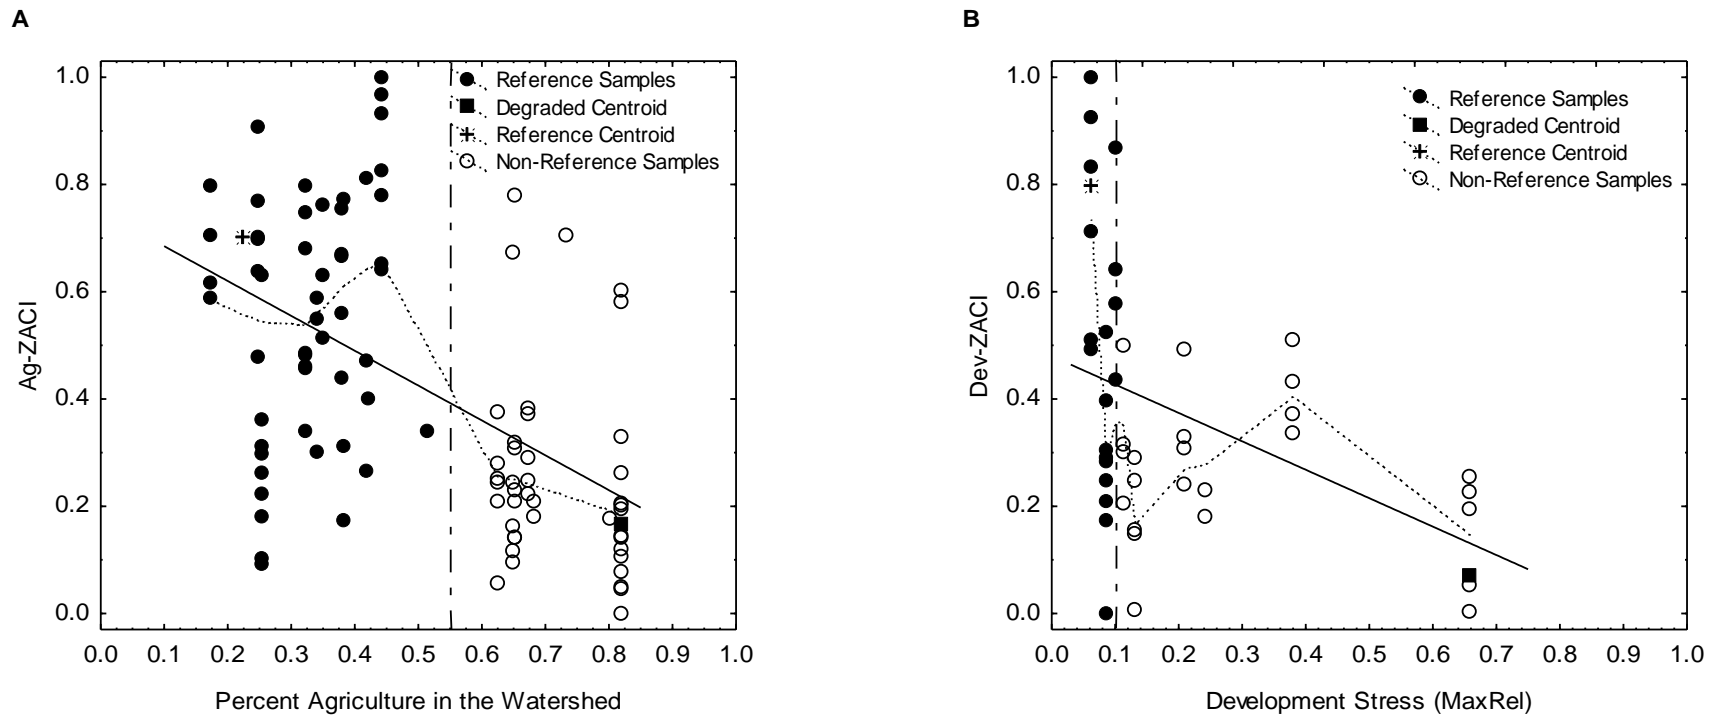 A
1.0
0.8
0.6
0.4
0.2
0.0
Ag-ZACI
Reference Samples
Degraded Centroid
Reference Centroid
Non-Reference Samples
0.0 0.1 0.2 0.3 0.4 0.5 0.6 0.7 0.8 0.9 1.0
Percent Agriculture in the Watershed
B
1.0
0.8
0.6
0.4
0.2
0.0
Dev-ZACI
Reference Samples
Degraded Centroid
Reference Centroid
Non-Reference Samples
0.0 0.1 0.2 0.3 0.4 0.5 0.6 0.7 0.8 0.9 1.0
Development Stress (MaxRel)